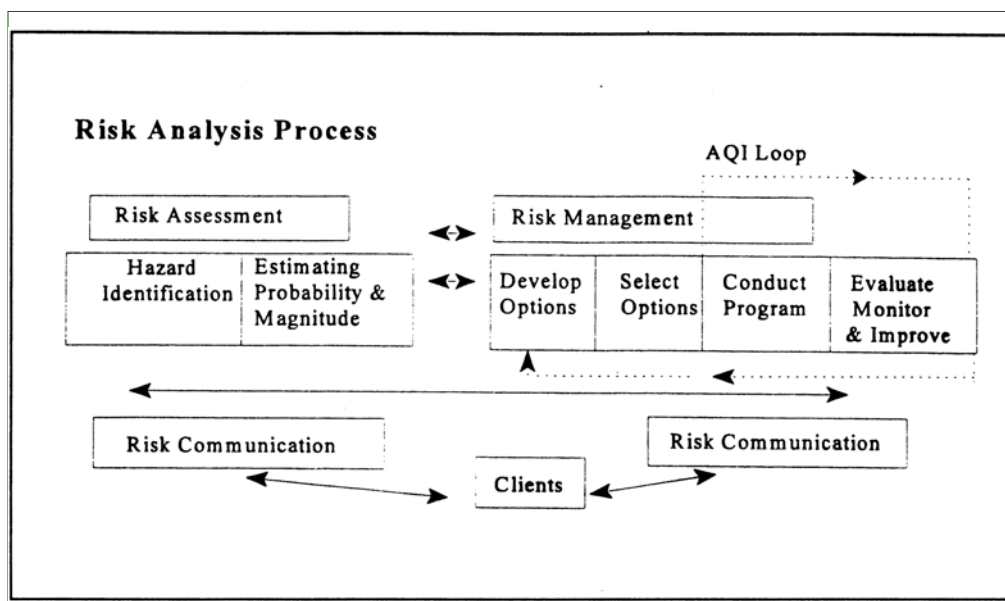 Risk Analysis Process
AQI Loop
Risk Assessment
Risk Management
Hazard
Identification
Estimating
Probability &
Magnitude
Develop
Options
Select
Options
Conduct
Program
Evaluate
Monitor
& Improve
Risk Communication
Risk Communication
Clients